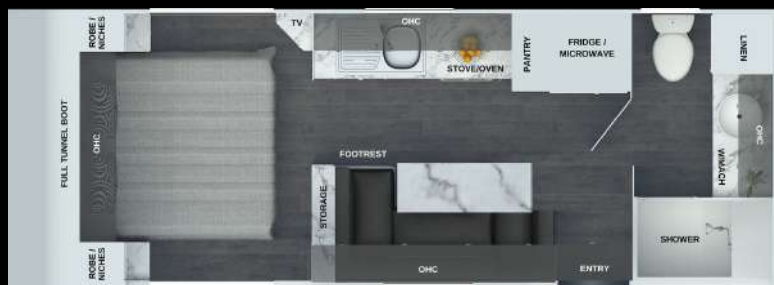 ROBE /
NICHES
TV
OHC
STOVE/OVEN
PANTRY
FRIDGE /
MICROWAVE
LINEN
FULL TUNNEL BOOT
OHC
FOOTREST
STORAGE
OHC
W/MACH
SHOWER
ROBE /
NICHES
OHC
ENTRY